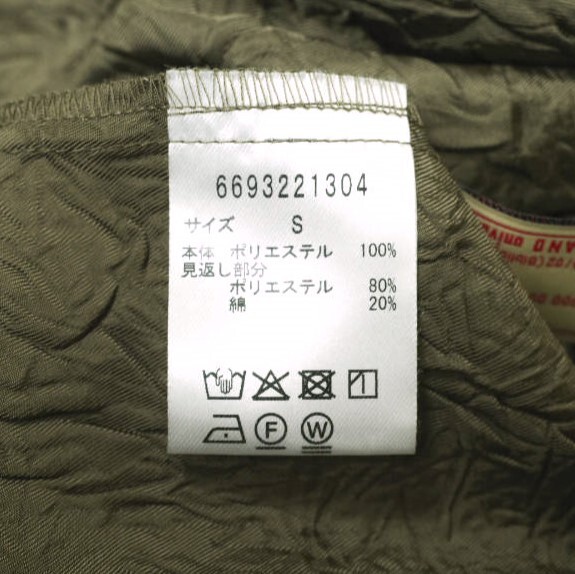 6693221304
サイズ S
本体 ポリエステル 100%
見返し部分
ポリエステル 80%
綿 20%
F W
AND